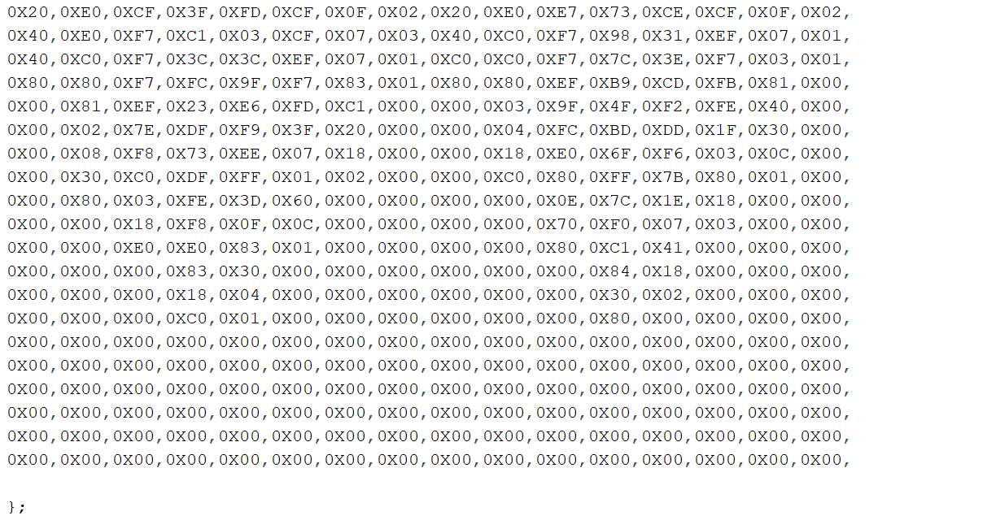 0X20,0XE0,0XCF,0X3F,0XFD,0XCF,0X0F,0X02,0X20,0XE0,0XE7,0X73,0XCE,0XCF,0X0F,0X02,
0X40,0XE0,0XF7,0XC1,0X03,0XCF,0X07,0X03,0X40,0XC0,0XF7,0X98,0X31,0XEF,0X07,0X01,
0X40,0XC0,0XF7,0X3C,0X3C,0XEF,0X07,0X01,0XC0,0XC0,0XF7,0X7C,0X3E,0XF7,0X03,0X01,
0X80,0X80,0XF7,0XFC,0X9F,0XF7,0X83,0X01,0X80,0X80,0XEF,0XB9,0XCD,0XFB,0X81,0X00,
0X00,0X81,0XEF,0X23,0XE6,0XFD,0XC1,0X00,0X00,0X03,0X9F,0X4F,0XF2,0XFE,0X40,0X00,
0X00,0X02,0X7E,0XDF,0XF9,0X3F,0X20,0X00,0X00,0X04,0XFC,0XBD,0XDD,0X1F,0X30,0X00,
0X00,0X08,0XF8,0X73,0XEE,0X07,0X18,0X00,0X00,0X18,0XE0,0X6F,0XF6,0X03,0X0C,0X00,
0X00,0X30,0XC0,0XDF,0XFF,0X01,0X02,0X00,0X00,0XC0,0X80,0XFF,0X7B,0X80,0X01,0X00,
0X00,0X80,0X03,0XFE,0X3D,0X60,0X00,0X00,0X00,0X00,0X0E,0X7C,0X1E,0X18,0X00,0X00,
0X00,0X00,0X18,0XF8,0X0F,0X0C,0X00,0X00,0X00,0X00,0X70,0XF0,0X07,0X03,0X00,0X00,
0X00,0X00,0XE0,0XE0,0X83,0X01,0X00,0X00,0X00,0X00,0X80,0XC1,0X41,0X00,0X00,0X00,
0X00,0X00,0X00,0X83,0X30,0X00,0X00,0X00,0X00,0X00,0X00,0X84,0X18,0X00,0X00,0X00,
0X00,0X00,0X00,0X18,0X04,0X00,0X00,0X00,0X00,0X00,0X00,0X30,0X02,0X00,0X00,0X00,
0X00,0X00,0X00,0XC0,0X01,0X00,0X00,0X00,0X00,0X00,0X00,0X80,0X00,0X00,0X00,0X00,
0X00,0X00,0X00,0X00,0X00,0X00,0X00,0X00,0X00,0X00,0X00,0X00,0X00,0X00,0X00,0X00,
0X00,0X00,0X00,0X00,0X00,0X00,0X00,0X00,0X00,0X00,0X00,0X00,0X00,0X00,0X00,0X00,
0X00,0X00,0X00,0X00,0X00,0X00,0X00,0X00,0X00,0X00,0X00,0X00,0X00,0X00,0X00,0X00,
0X00,0X00,0X00,0X00,0X00,0X00,0X00,0X00,0X00,0X00,0X00,0X00,0X00,0X00,0X00,0X00,
0X00,0X00,0X00,0X00,0X00,0X00,0X00,0X00,0X00,0X00,0X00,0X00,0X00,0X00,0X00,0X00,
0X00,0X00,0X00,0X00,0X00,0X00,0X00,0X00,0X00,0X00,0X00,0X00,0X00,0X00,0X00,0X00,
};